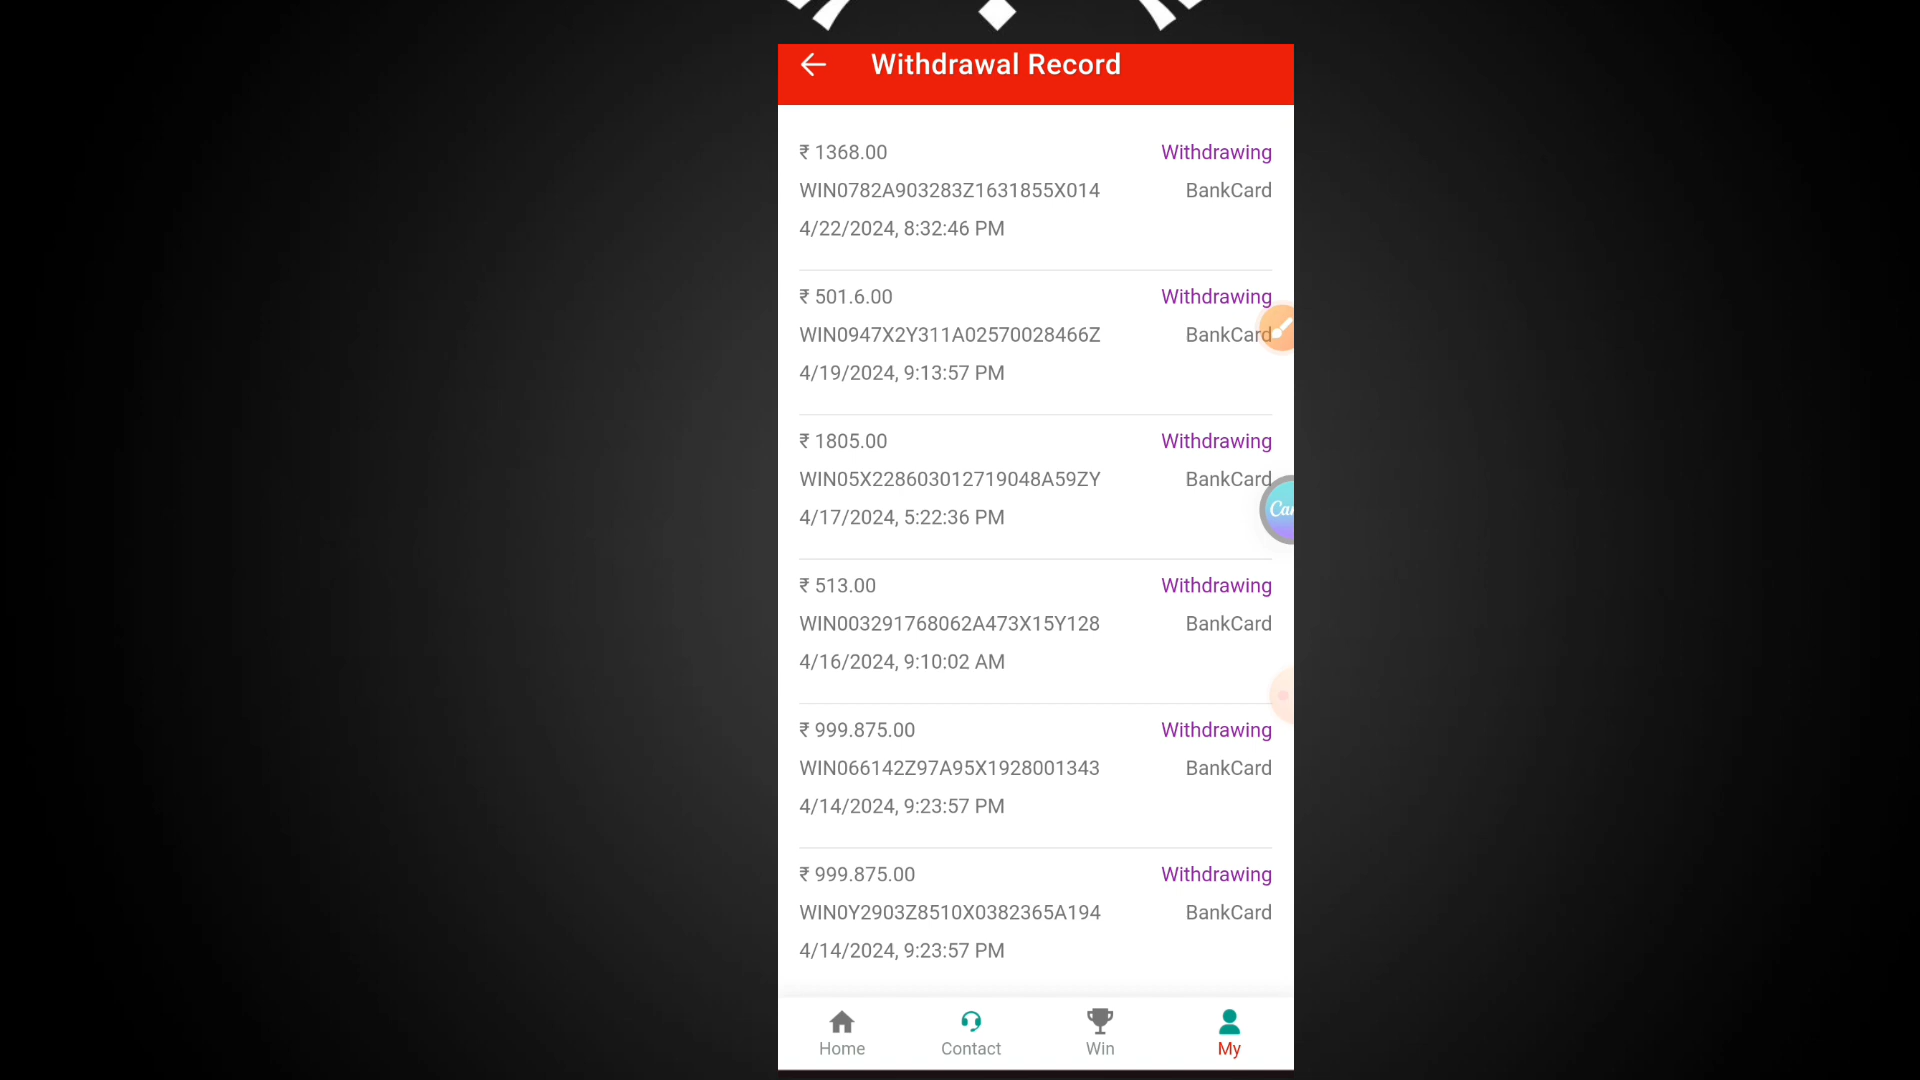 Withdrawal Record
₹ 1368.00 Withdrawing
WIN0782A903283Z1631855X014 BankCard
4/22/2024, 8:32:46 PM
₹ 501.6.00 Withdrawing
WIN0947X2Y311A02570028466Z BankCard
4/19/2024, 9:13:57 PM
₹ 1805.00 Withdrawing
WIN05X228603012719048A59ZY BankCard
4/17/2024, 5:22:36 PM
₹ 513.00 Withdrawing
WIN003291768062A473X15Y128 BankCard
4/16/2024, 9:10:02 AM
₹ 999.875.00 Withdrawing
WIN066142Z97A95X1928001343 BankCard
4/14/2024, 9:23:57 PM
₹ 999.875.00 Withdrawing
WIN0Y2903Z8510X0382365A194 BankCard
4/14/2024, 9:23:57 PM
Home Contact Win My